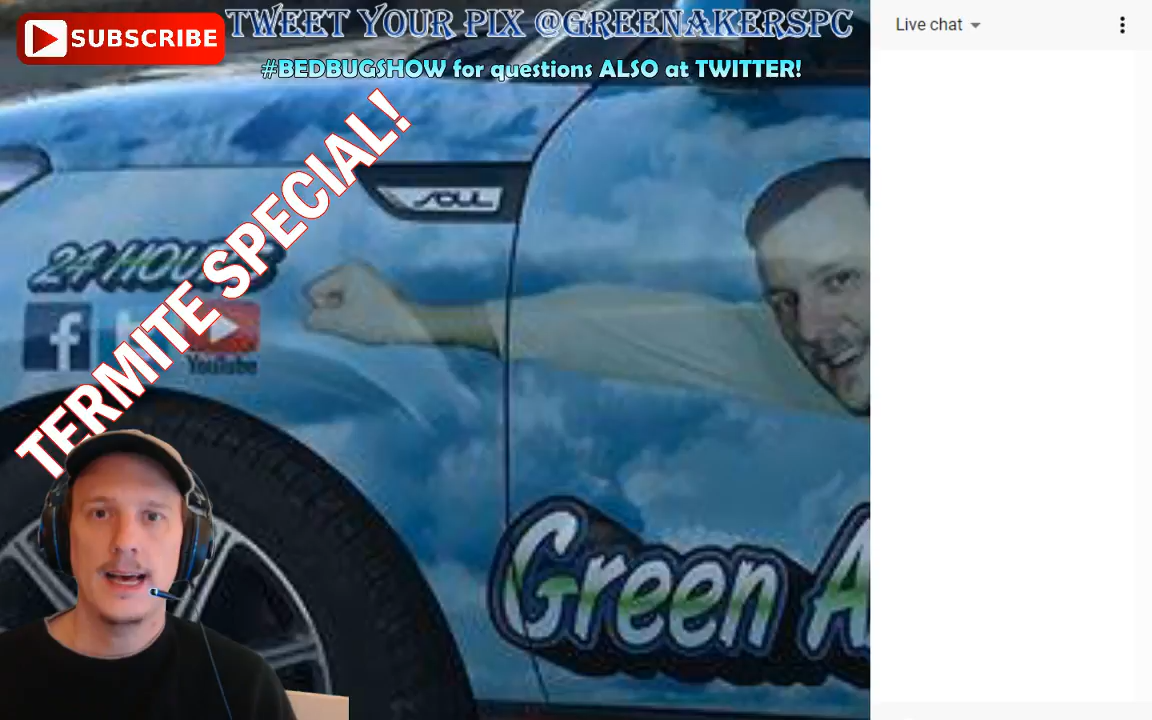 SUBSCRIBE
TWEET YOUR PIX @GREENAKERSPC
#BEDBUGSHOW for questions ALSO at TWITTER!
Live chat
TERMITE SPECIAL!
SOUL
24 HOURS
Youtube
Green A